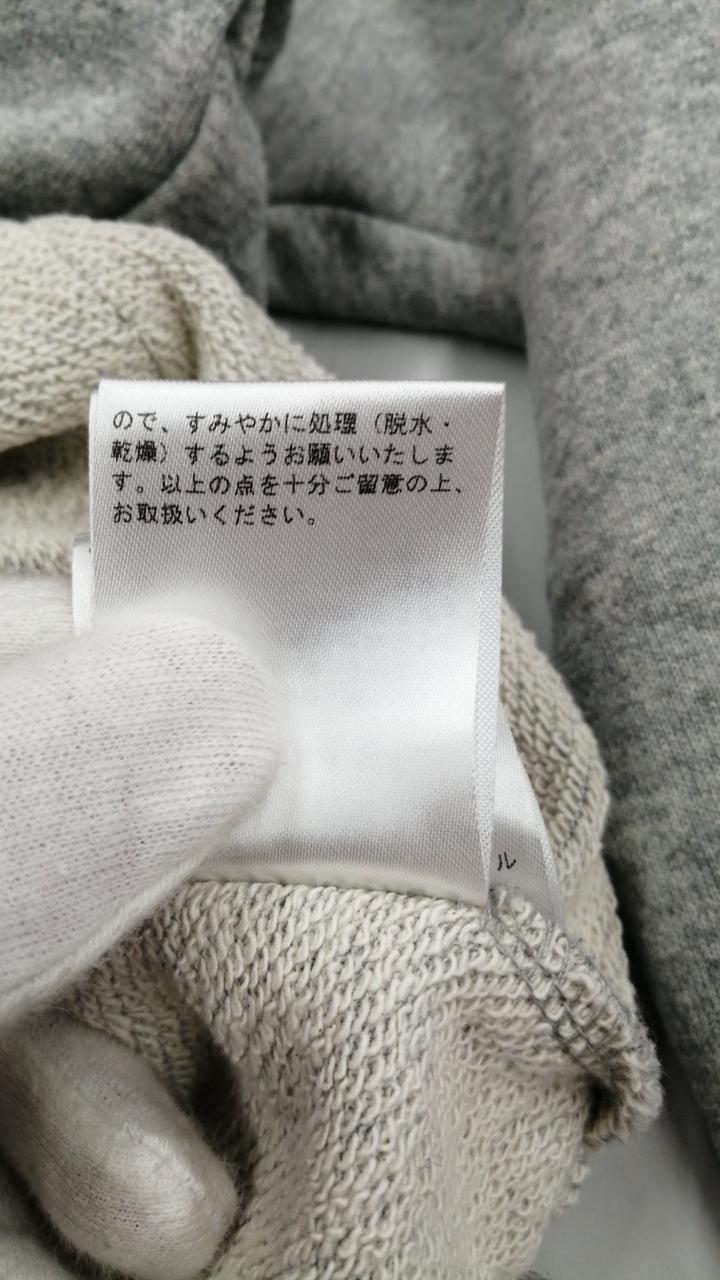 ので、すみやかに処理（脱水・
乾燥）するようお願いいたしま
す。以上の点を十分ご留意の上、
お取扱いください。
ル